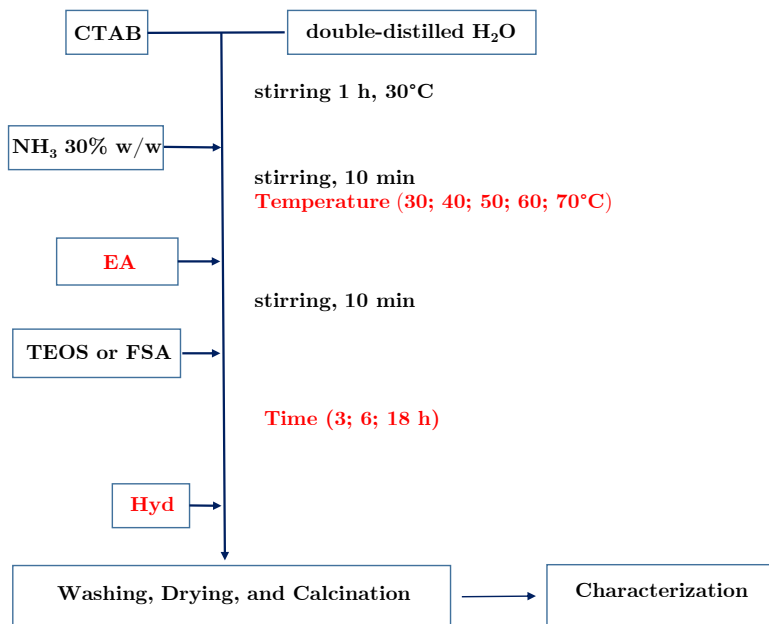 CTAB
double-distilled H₂O
stirring 1 h, 30°C
NH₃ 30% w/w
stirring, 10 min
Temperature (30; 40; 50; 60; 70°C)
EA
stirring, 10 min
TEOS or FSA
Time (3; 6; 18 h)
Hyd
Washing, Drying, and Calcination
Characterization